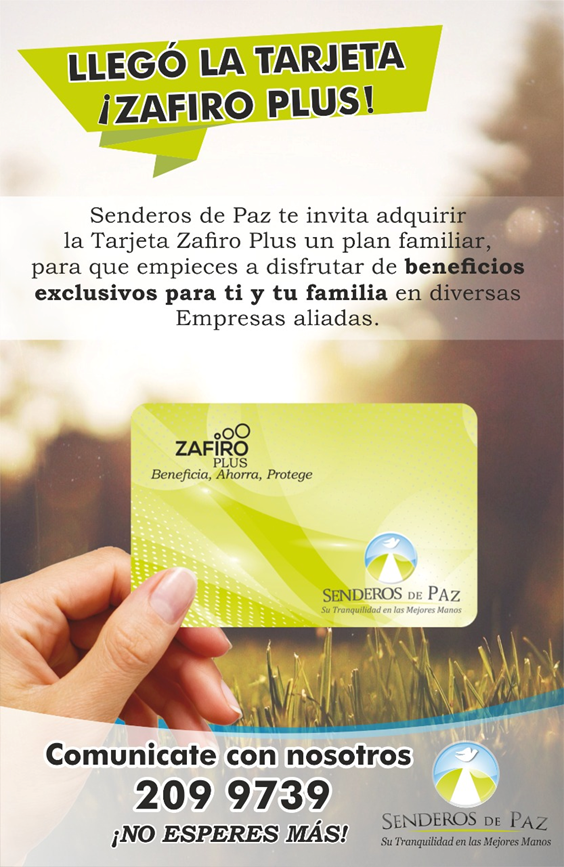 LLEGÓ LA TARJETA
¡ZAFIRO PLUS!
Senderos de Paz te invita adquirir
la Tarjeta Zafiro Plus un plan familiar,
para que empieces a disfrutar de beneficios
exclusivos para ti y tu familia en diversas
Empresas aliadas.
ZAFIRO
PLUS
Beneficia, Ahorra, Protege
SENDEROS DE PAZ
Su Tranquilidad en las Mejores Manos
Comunicate con nosotros
209 9739
¡NO ESPERES MÁS!
SENDEROS DE PAZ
Su Tranquilidad en las Mejores Manos